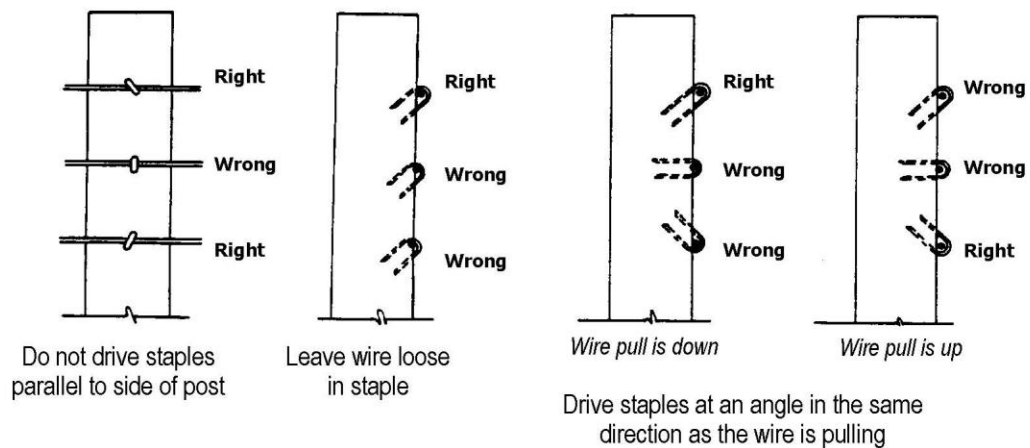 Right
Wrong
Right
Do not drive staples
parallel to side of post
Right
Wrong
Wrong
Leave wire loose
in staple
Right
Wrong
Wrong
Wire pull is down
Wrong
Wrong
Right
Wire pull is up
Drive staples at an angle in the same
direction as the wire is pulling